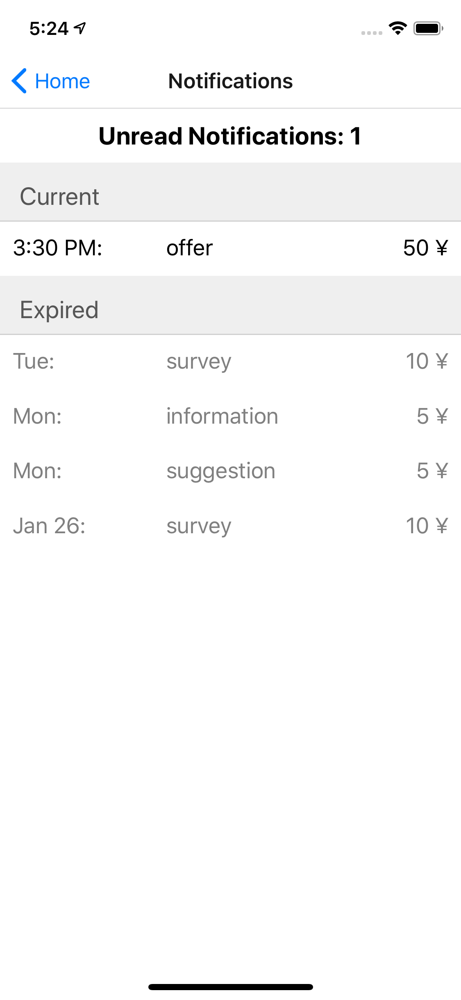 5:24
Home Notifications
Unread Notifications: 1
Current
3:30 PM: offer 50 ¥
Expired
Tue: survey 10 ¥
Mon: information 5 ¥
Mon: suggestion 5 ¥
Jan 26: survey 10 ¥